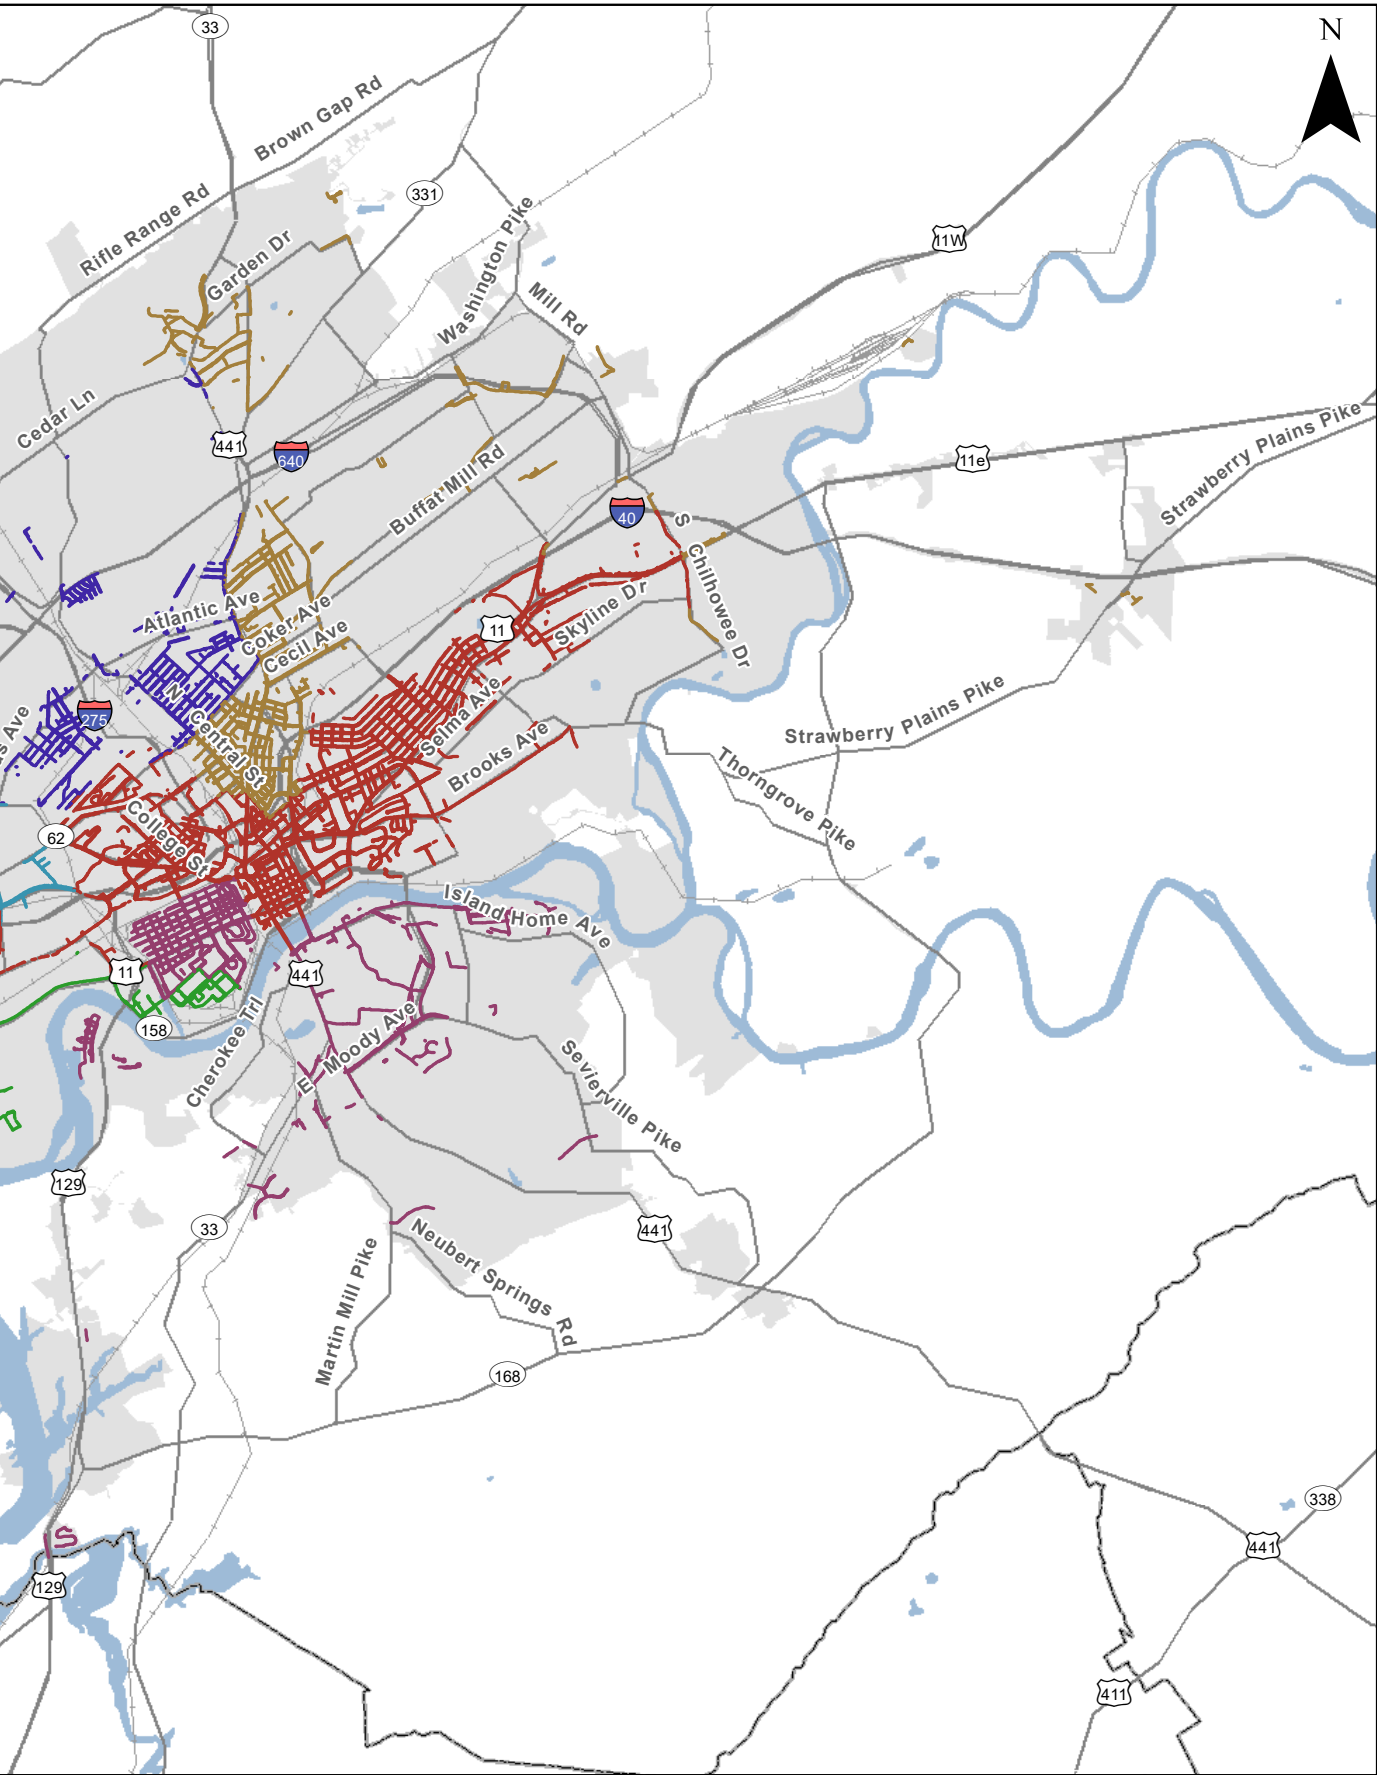 33
N
Brown Gap Rd
331
Rifle Range Rd
Washington Pike
11W
Garden Dr
Mill Rd
Cedar Ln
Strawberry Plains Pike
441
640
11e
Buffat Mill Rd
40
S Chilhowee Dr
Atlantic Ave
Coker Ave
Cecil Ave
11
Skyline Dr
N Central St
275
s Ave
Selma Ave
Strawberry Plains Pike
Brooks Ave
Thorngrove Pike
College St
62
Island Home Ave
11
441
158
Cherokee Trl
E Moody Ave
Sevierville Pike
129
33
441
Neubert Springs Rd
Martin Mill Pike
168
338
441
129
411